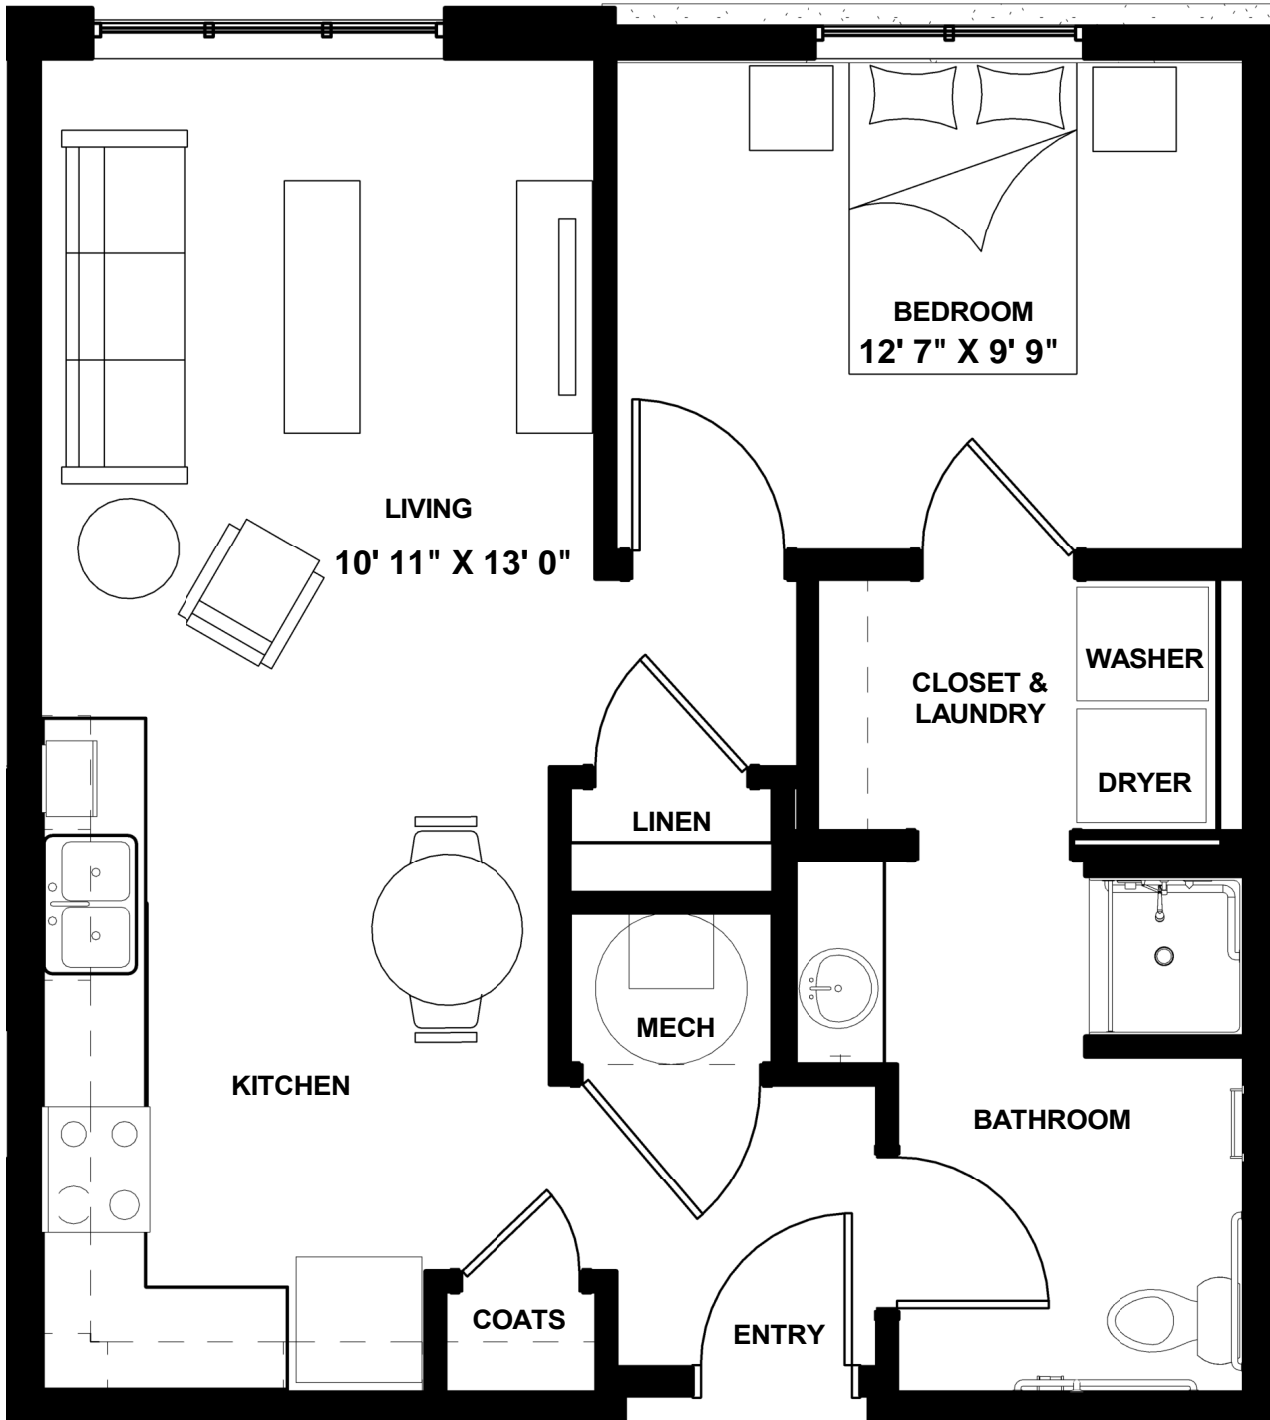 BEDROOM
12' 7" X 9' 9"
LIVING
10' 11" X 13' 0"
WASHER
CLOSET &
LAUNDRY
DRYER
LINEN
MECH
KITCHEN
BATHROOM
COATS
ENTRY